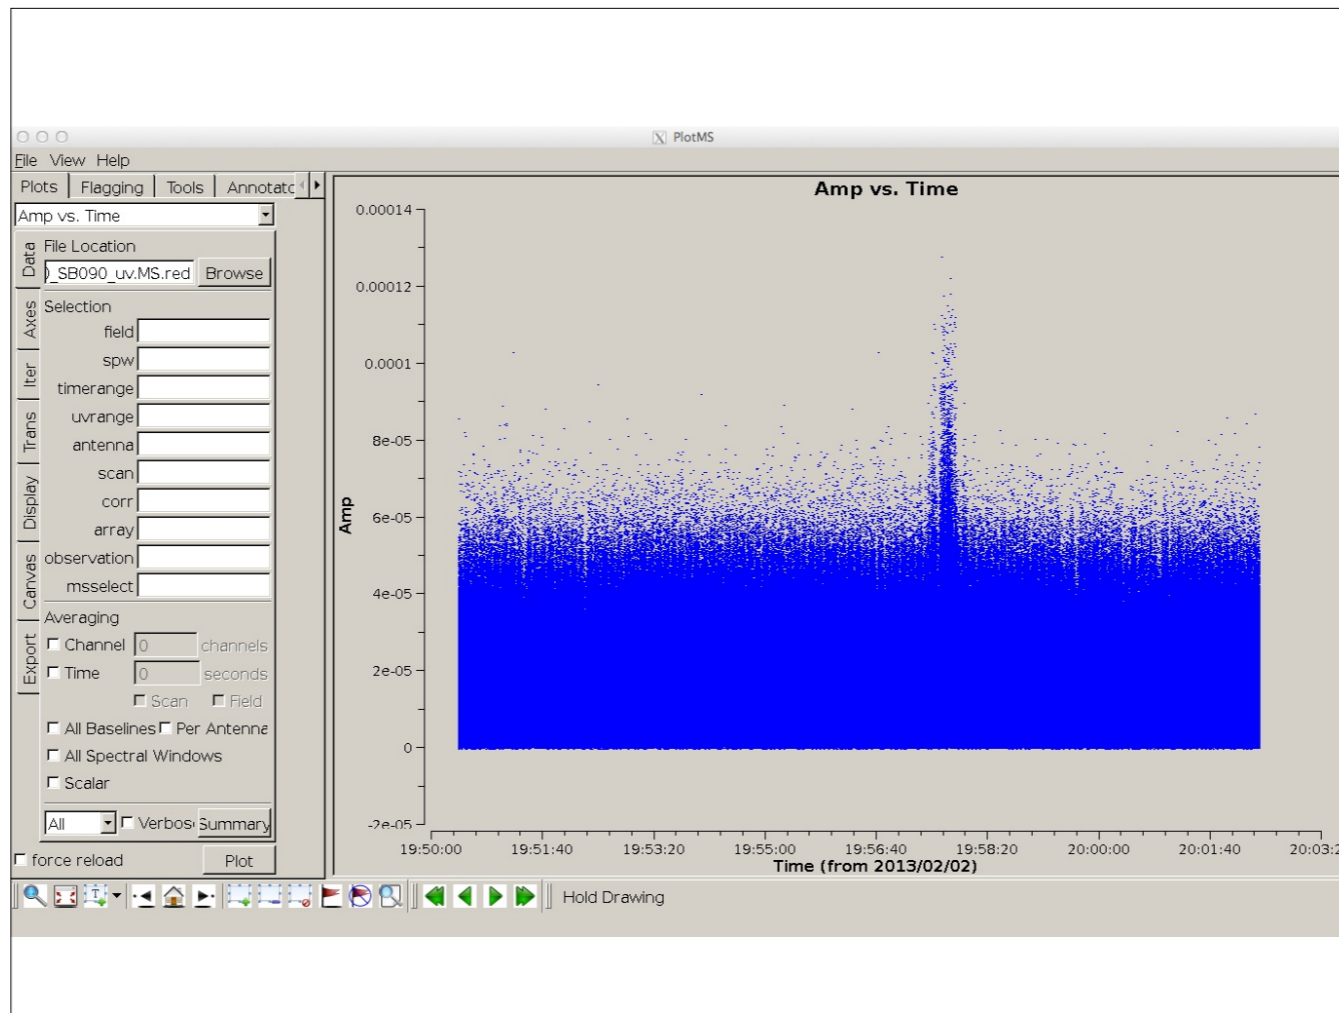 PlotMS
File View Help
Plots Flagging Tools Annotatc
Amp vs. Time
Data
Axes
Iter
Trans
Display
Canvas
Export
File Location
)_SB090_uv.MS.red Browse
Selection
field
spw
timerange
uvrange
antenna
scan
corr
array
observation
msselect
Averaging
Channel 0 channels
Time 0 seconds
Scan Field
All Baselines Per Antenna
All Spectral Windows
Scalar
All Verbos Summary
force reload Plot
Amp vs. Time
0.00014
0.00012
0.0001
8e-05
6e-05
4e-05
2e-05
0
-2e-05
Amp
19:50:00 19:51:40 19:53:20 19:55:00 19:56:40 19:58:20 20:00:00 20:01:40 20:03:2
Time (from 2013/02/02)
Hold Drawing